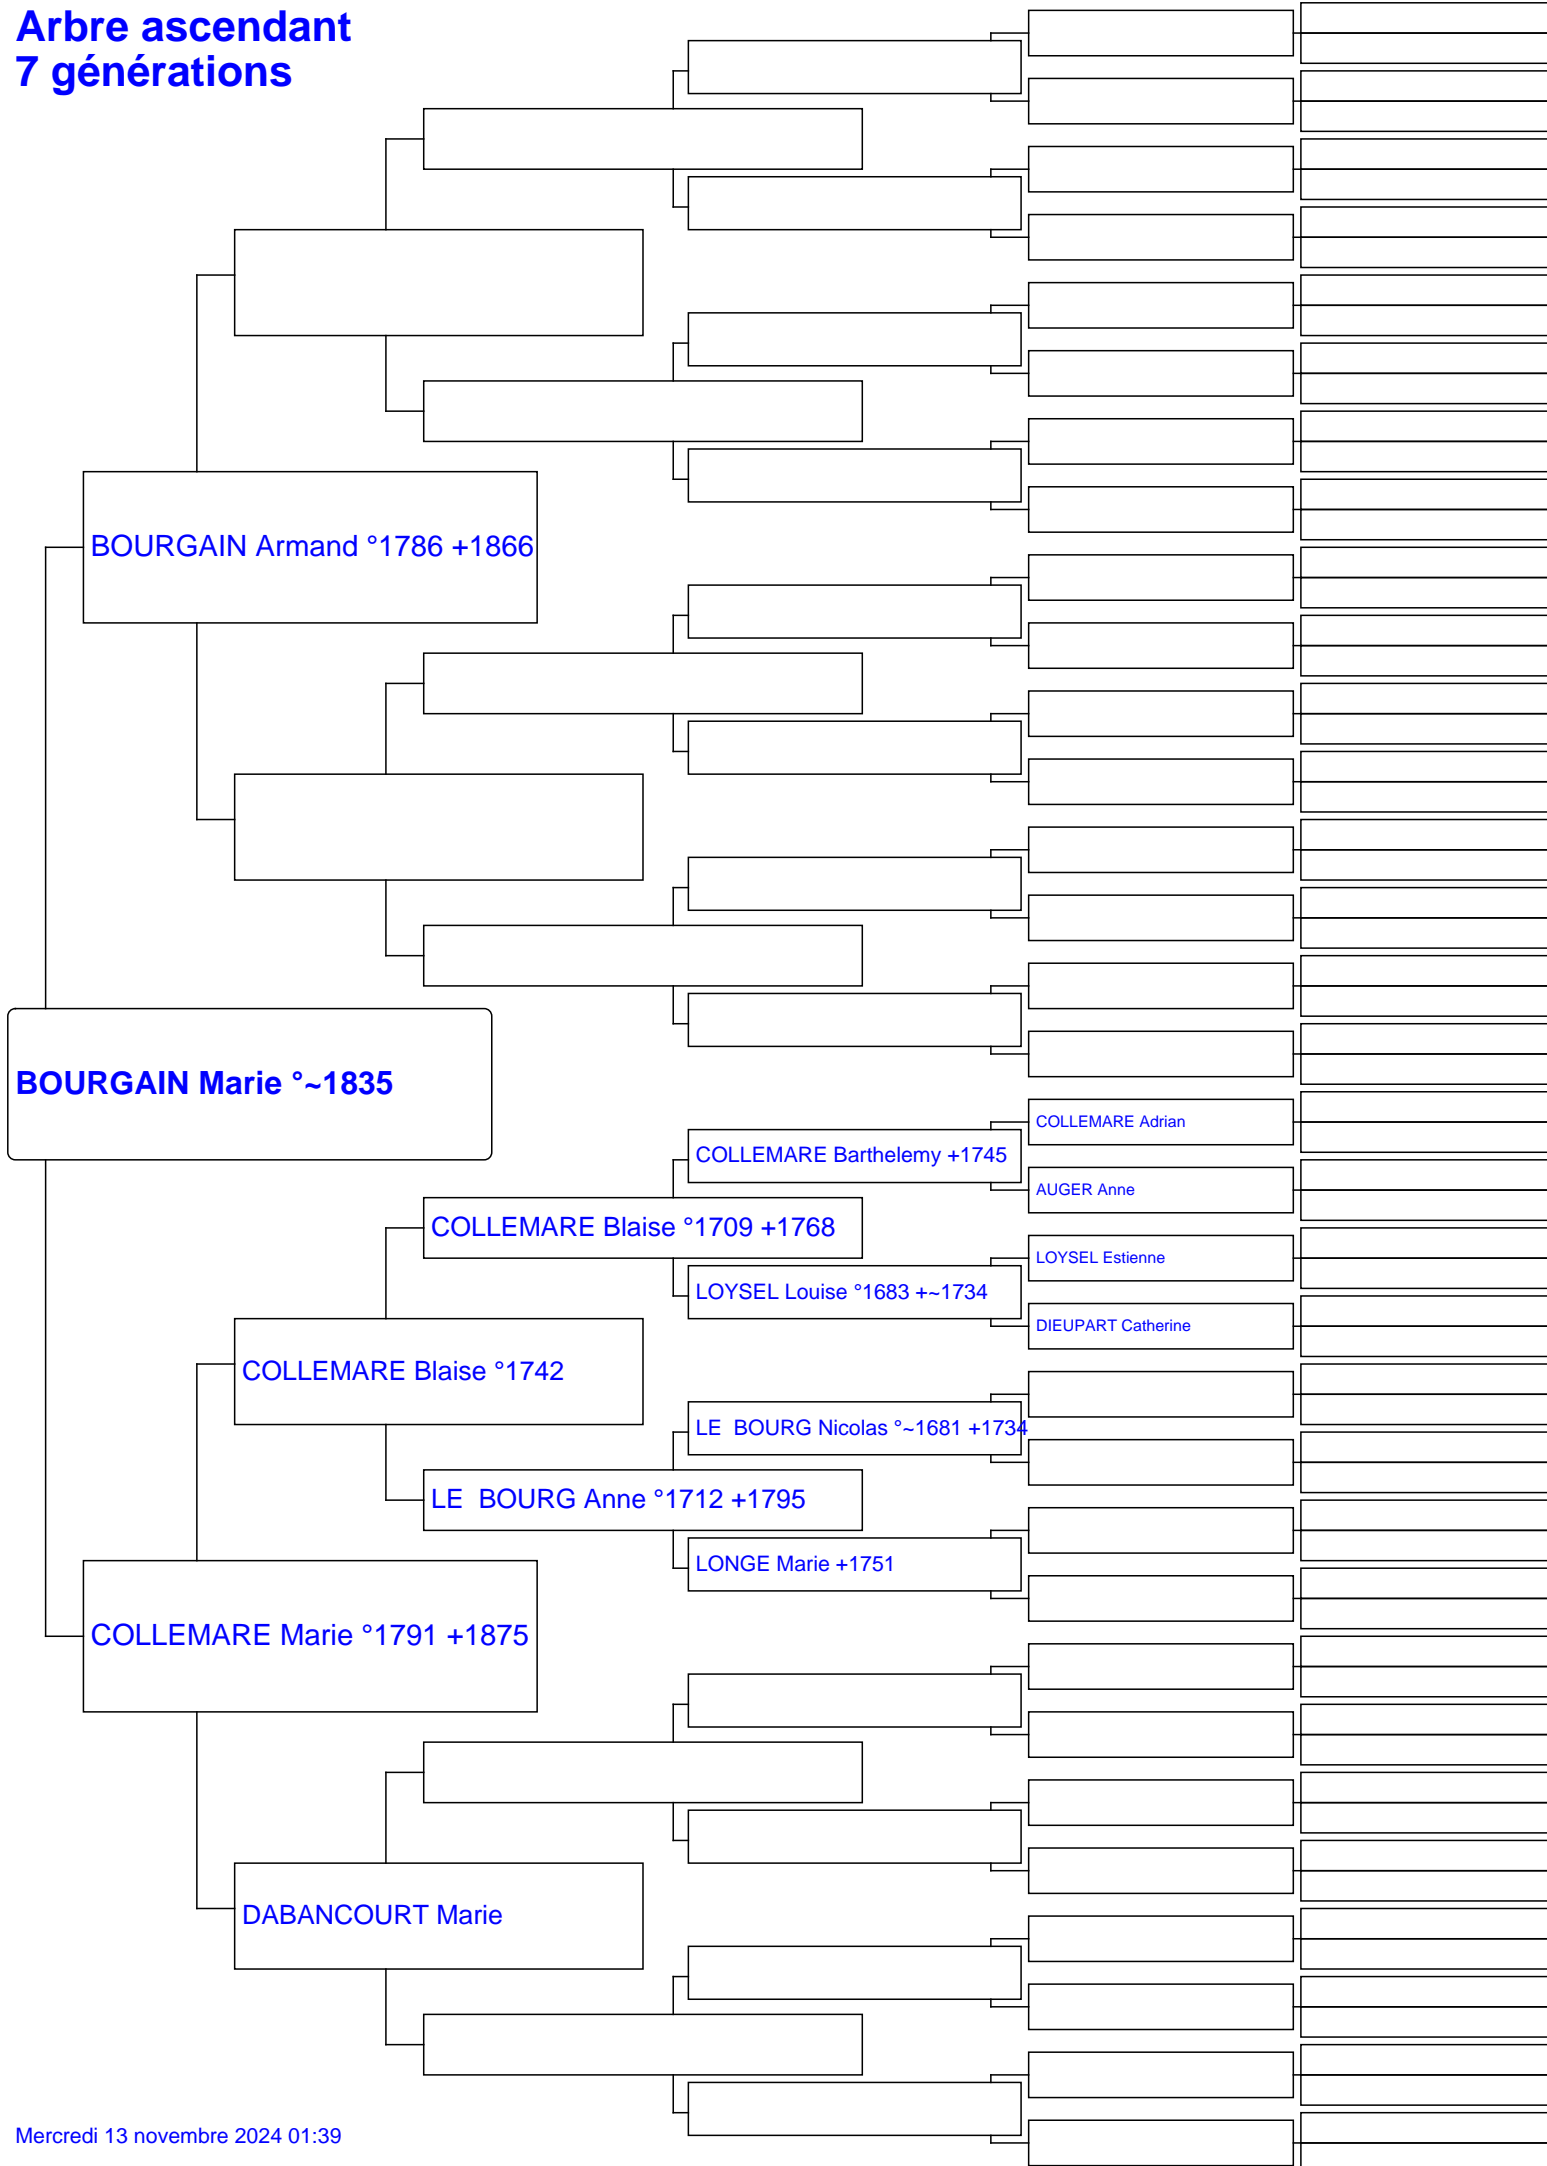 Arbre ascendant
7 générations
BOURGAIN Armand °1786 +1866
BOURGAIN Marie °~1835
COLLEMARE Adrian
COLLEMARE Barthelemy +1745
AUGER Anne
COLLEMARE Blaise °1709 +1768
LOYSEL Estienne
LOYSEL Louise °1683 +~1734
DIEUPART Catherine
COLLEMARE Blaise °1742
LE  BOURG Nicolas °~1681 +1734
LE  BOURG Anne °1712 +1795
LONGE Marie +1751
COLLEMARE Marie °1791 +1875
DABANCOURT Marie
Mercredi 13 novembre 2024 01:39